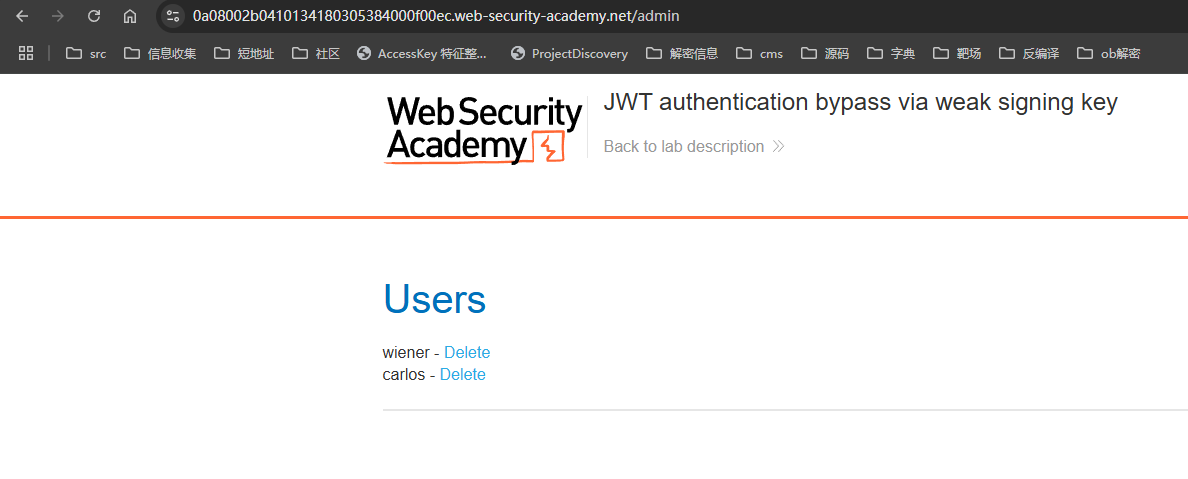 0a08002b0410134180305384000f00ec.web-security-academy.net/admin
src 信息收集 短地址 社区 AccessKey 特征整... ProjectDiscovery 解密信息 cms 源码 字典 靶场 反编译 ob解密
Web Security
Academy
JWT authentication bypass via weak signing key
Back to lab description
Users
wiener - Delete
carlos - Delete